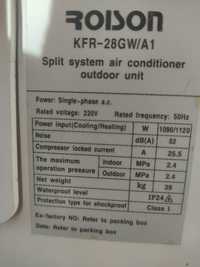 ROISON
KFR-28GW/A1
Split system air conditioner
outdoor unit
Power: Single-phase a.c.
Rated voltage: 220V Rated frequency: 50Hz
Power input(Cooling/Heating) W 1090/1120
Noise dB(A) 52
Compressor locked current A 25.5
The maximum operation pressure Indoor MPa 2.4
Outdoor MPa 2.4
Net weight kg 39
Waterproof level IP24
Protection type for shockproof Class I
Ex-factory NO: Refer to packing box
Date: Refer to packing box